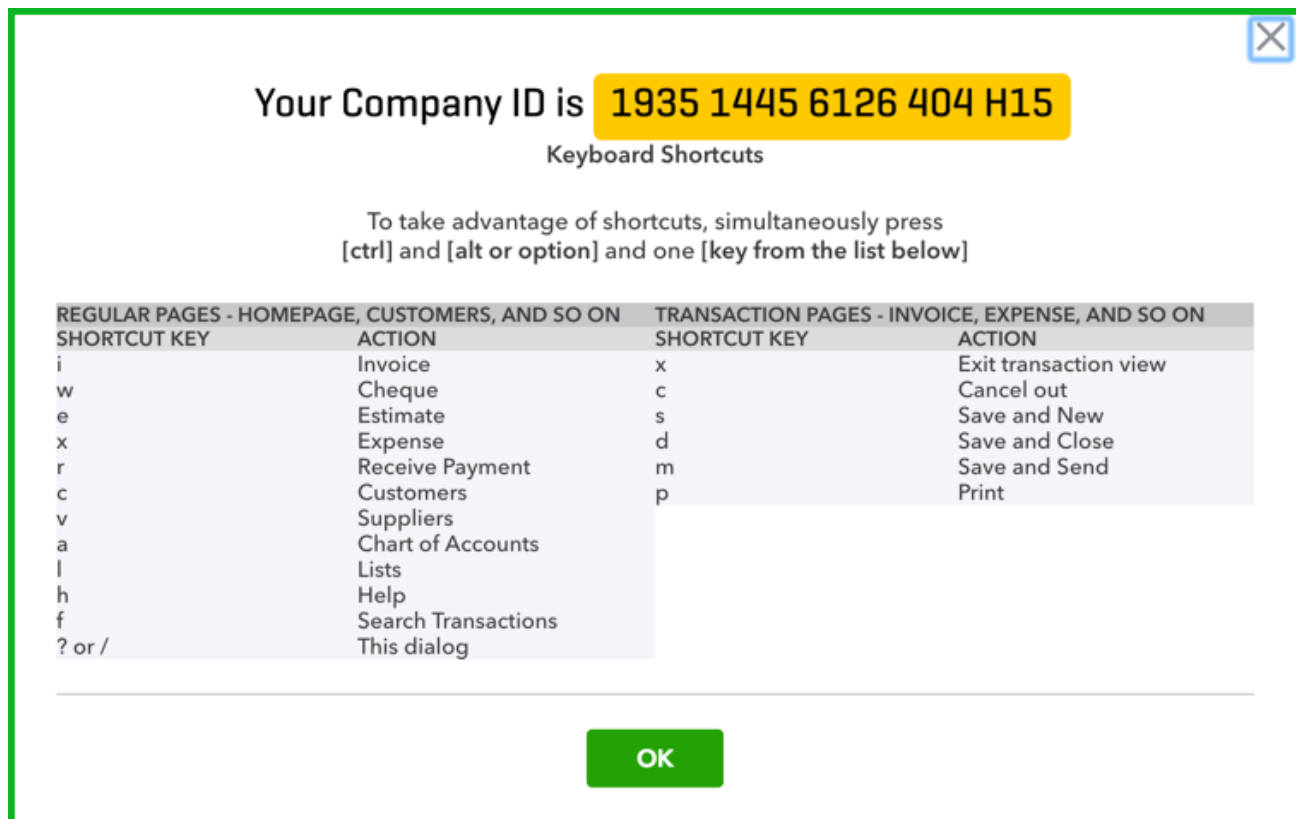 Your Company ID is 1935 1445 6126 404 H15
Keyboard Shortcuts
To take advantage of shortcuts, simultaneously press
[ctrl] and [alt or option] and one [key from the list below]
REGULAR PAGES - HOMEPAGE, CUSTOMERS, AND SO ON TRANSACTION PAGES - INVOICE, EXPENSE, AND SO ON
SHORTCUT KEY ACTION SHORTCUT KEY ACTION
i Invoice x Exit transaction view
w Cheque c Cancel out
e Estimate s Save and New
x Expense d Save and Close
r Receive Payment m Save and Send
c Customers p Print
v Suppliers
a Chart of Accounts
l Lists
h Help
f Search Transactions
? or / This dialog
OK